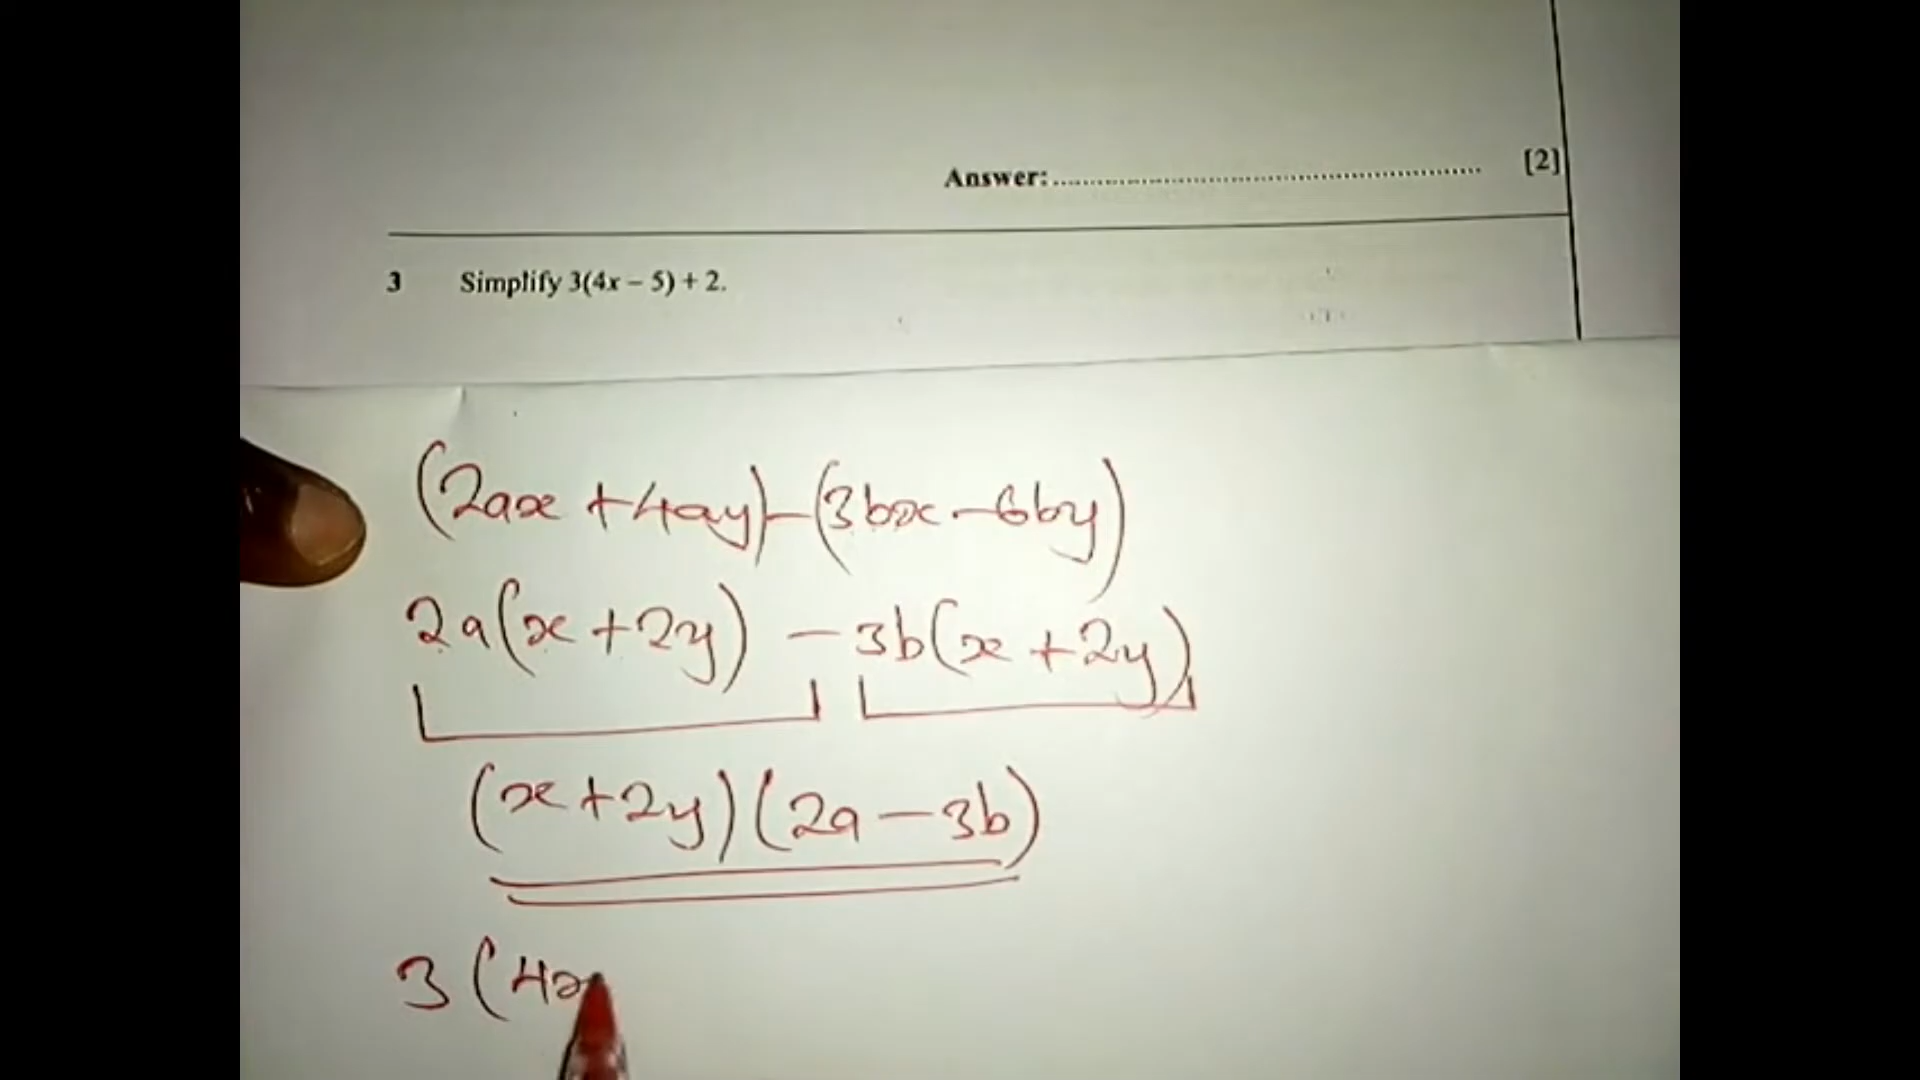 Answer:................................................ [2]
3 Simplify 3(4x – 5) + 2.
(2ax + 4ay) – (3bx – 6by)
2a(x + 2y) – 3b(x + 2y)
(x + 2y)(2a – 3b)
3 (4x